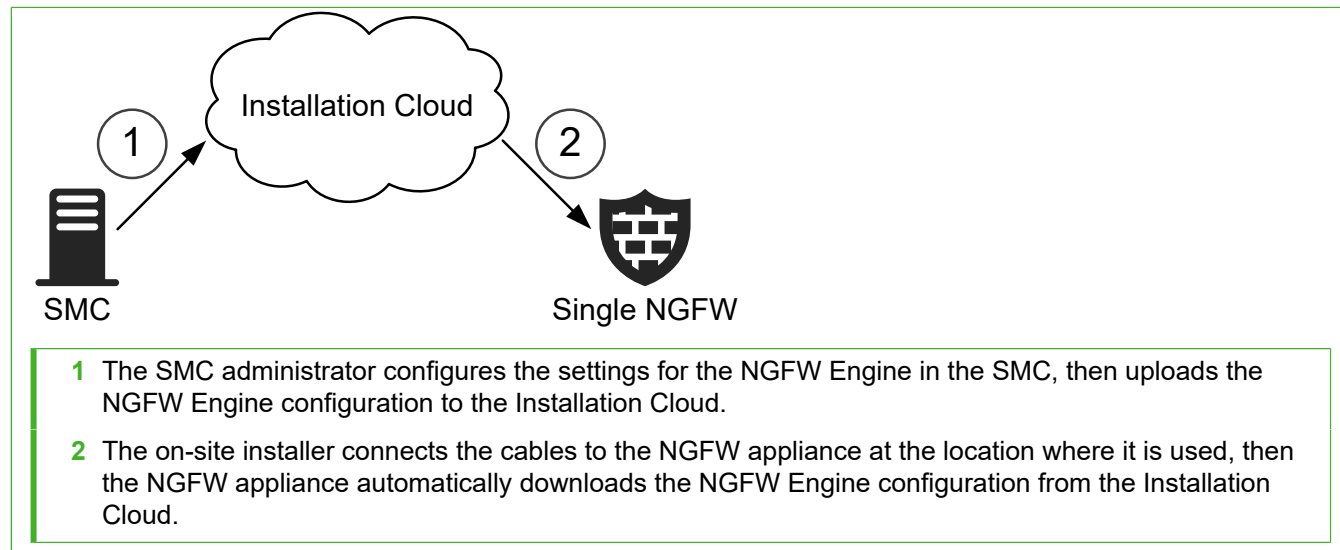 Installation Cloud
1
2
SMC
Single NGFW
1 The SMC administrator configures the settings for the NGFW Engine in the SMC, then uploads the
NGFW Engine configuration to the Installation Cloud.
2 The on-site installer connects the cables to the NGFW appliance at the location where it is used, then
the NGFW appliance automatically downloads the NGFW Engine configuration from the Installation
Cloud.